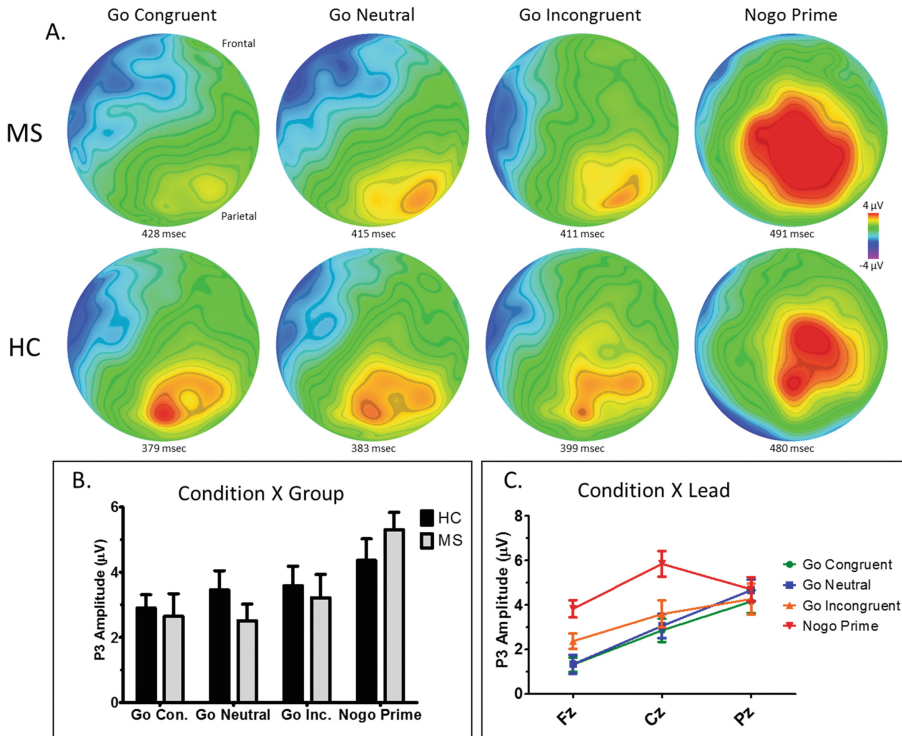 Go Congruent Go Neutral Go Incongruent Nogo Prime
A.
Frontal
MS
Parietal
4 µV
-4 µV
428 msec 415 msec 411 msec 491 msec
HC
379 msec 383 msec 399 msec 480 msec
B.
Condition X Group
P3 Amplitude (µV)
6
4
2
0
HC
MS
Go Con. Go Neutral Go Inc. Nogo Prime
C.
Condition X Lead
P3 Amplitude (µV)
8
6
4
2
0
Go Congruent
Go Neutral
Go Incongruent
Nogo Prime
Fz Cz Pz